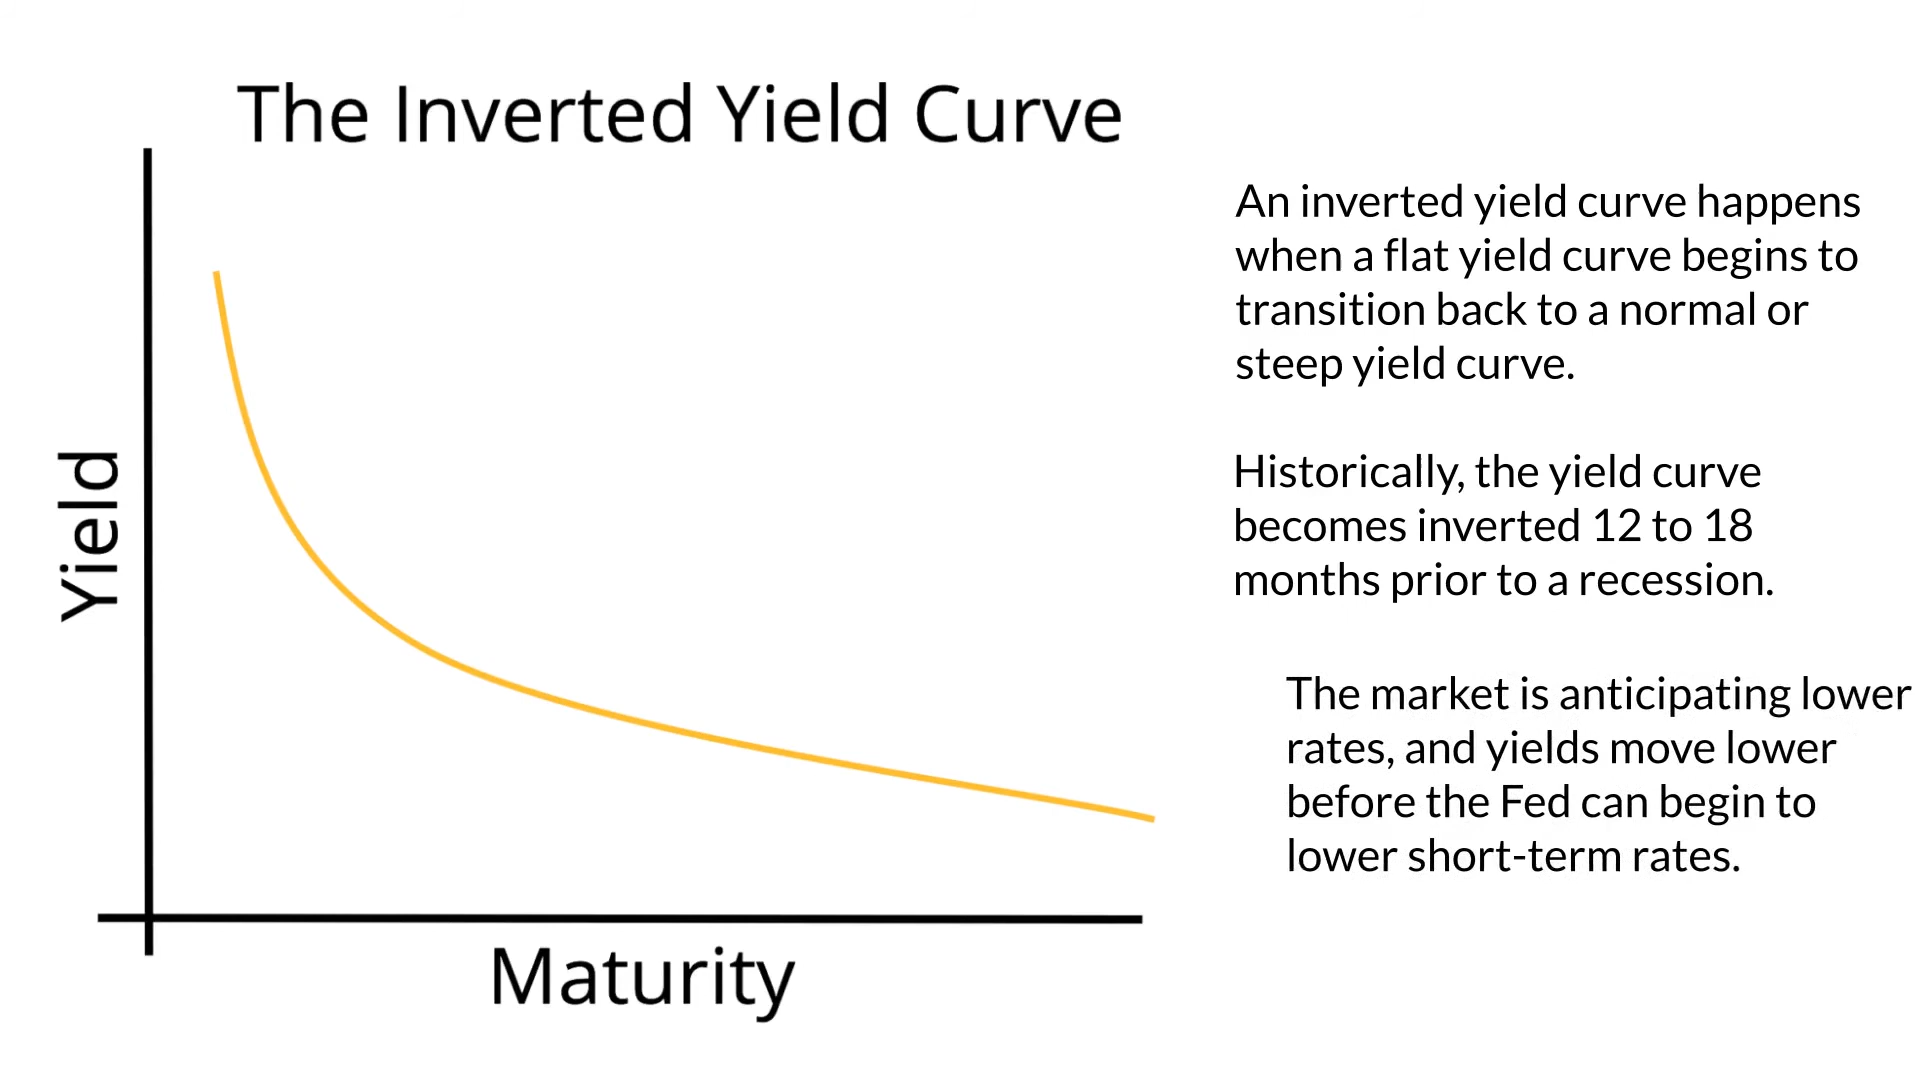 The Inverted Yield Curve
Yield
Maturity
An inverted yield curve happens
when a flat yield curve begins to
transition back to a normal or
steep yield curve.
Historically, the yield curve
becomes inverted 12 to 18
months prior to a recession.
The market is anticipating lower
rates, and yields move lower
before the Fed can begin to
lower short-term rates.